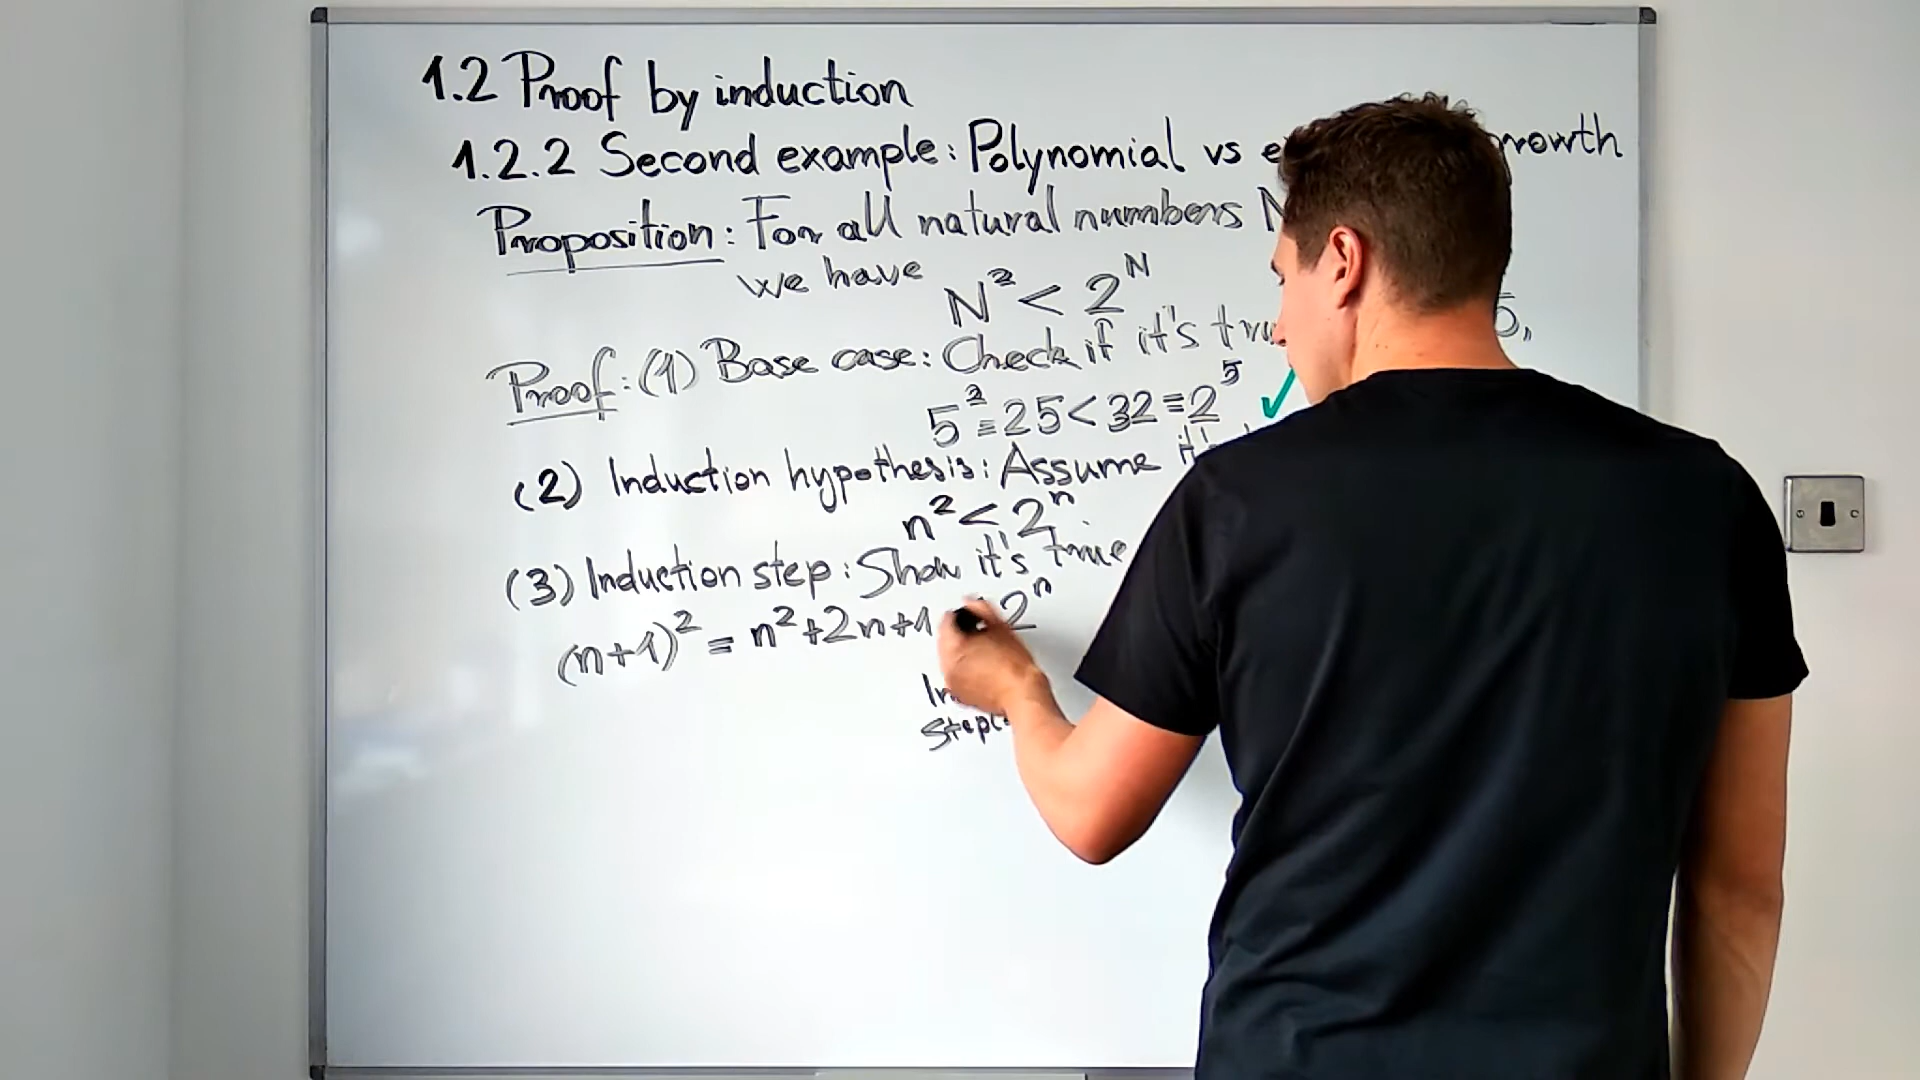 1.2 Proof by induction
1.2.2 Second example: Polynomial vs growth
Proposition: For all natural numbers N
we have
N² < 2ᴺ
Proof: (1) Base case: Check if it's 5,
5² = 25 < 32 = 2⁵ ✓
(2) Induction hypothesis: Assume
n² < 2ⁿ.
(3) Induction step: Show it's true
(n+1)² = n²+2n+1 2ⁿ